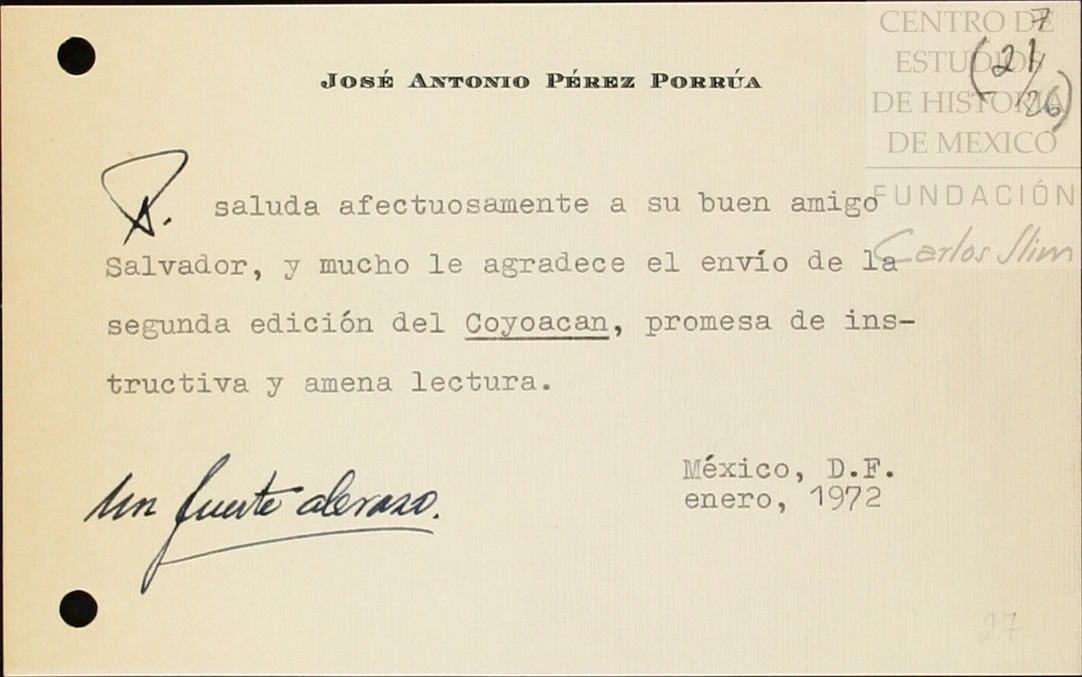 JOSÉ ANTONIO PÉREZ PORRÚA
CENTRO DE
ESTUDIOS
DE HISTORIA
DE MEXICO
FUNDACIÓN
Carlos Slim
7
(21/26)
saluda afectuosamente a su buen amigo
Salvador, y mucho le agradece el envío de la
segunda edición del Coyoacan, promesa de ins-
tructiva y amena lectura.
Un fuerte abrazo.
México, D.F.
enero, 1972
27